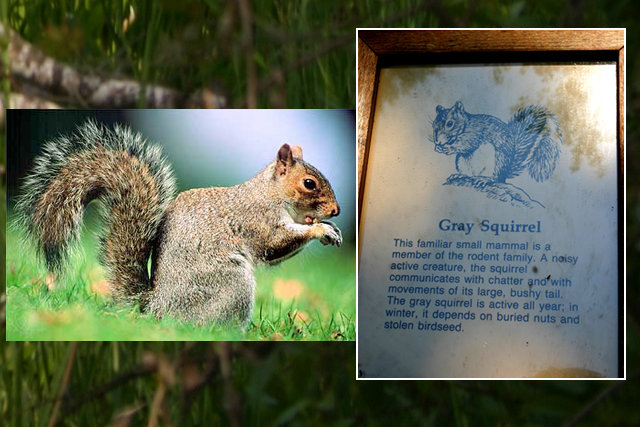 Gray Squirrel
This familiar small mammal is a
member of the rodent family. A noisy
active creature, the squirrel
communicates with chatter and with
movements of its large, bushy tail.
The gray squirrel is active all year; in
winter, it depends on buried nuts and
stolen birdseed.